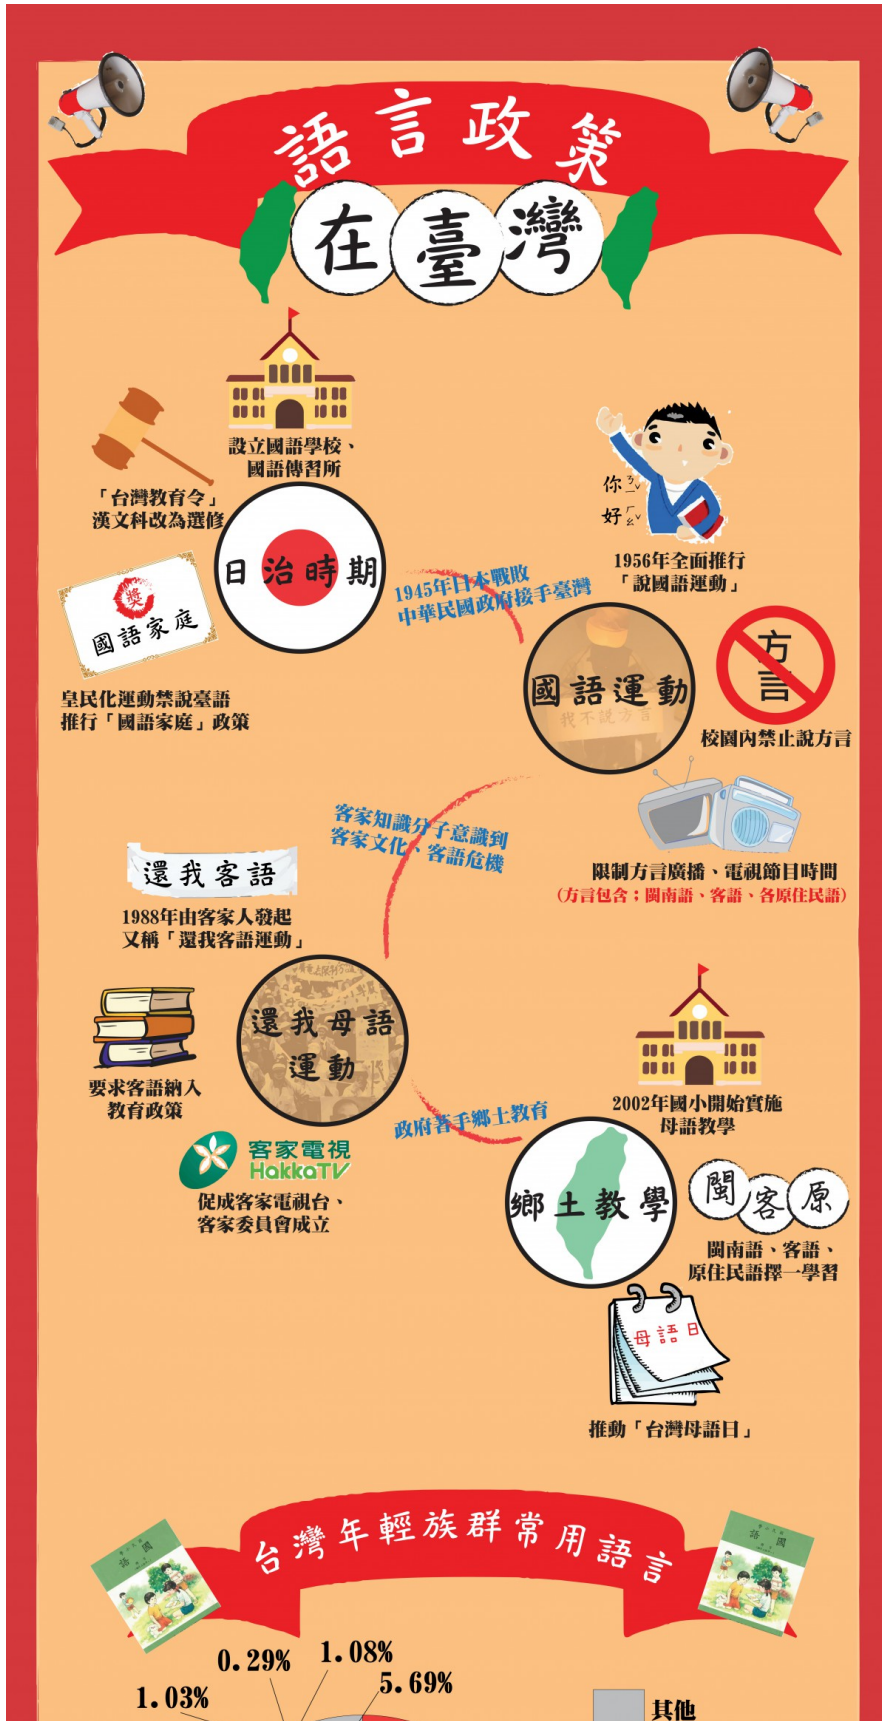 語言政策
在臺灣
設立國語學校、
國語傳習所
「台灣教育令」
漢文科改為選修
日治時期
獎
國語家庭
皇民化運動禁說臺語
推行「國語家庭」政策
1945年日本戰敗
中華民國政府接手臺灣
你ㄋㄧˇ
好ㄏㄠˇ
1956年全面推行
「說國語運動」
國語運動
我不說方言
方言
校園內禁止說方言
限制方言廣播、電視節目時間
(方言包含；閩南語、客語、各原住民語)
客家知識分子意識到
客家文化、客語危機
還我客語
1988年由客家人發起
又稱「還我客語運動」
還我母語
運動
要求客語納入
教育政策
客家電視
HakkaTV
促成客家電視台、
客家委員會成立
政府著手鄉土教育
2002年國小開始實施
母語教學
鄉土教學
閩客原
閩南語、客語、
原住民語擇一學習
母語日
推動「台灣母語日」
台灣年輕族群常用語言
國語
國語
0.29%
1.08%
1.03%
5.69%
其他